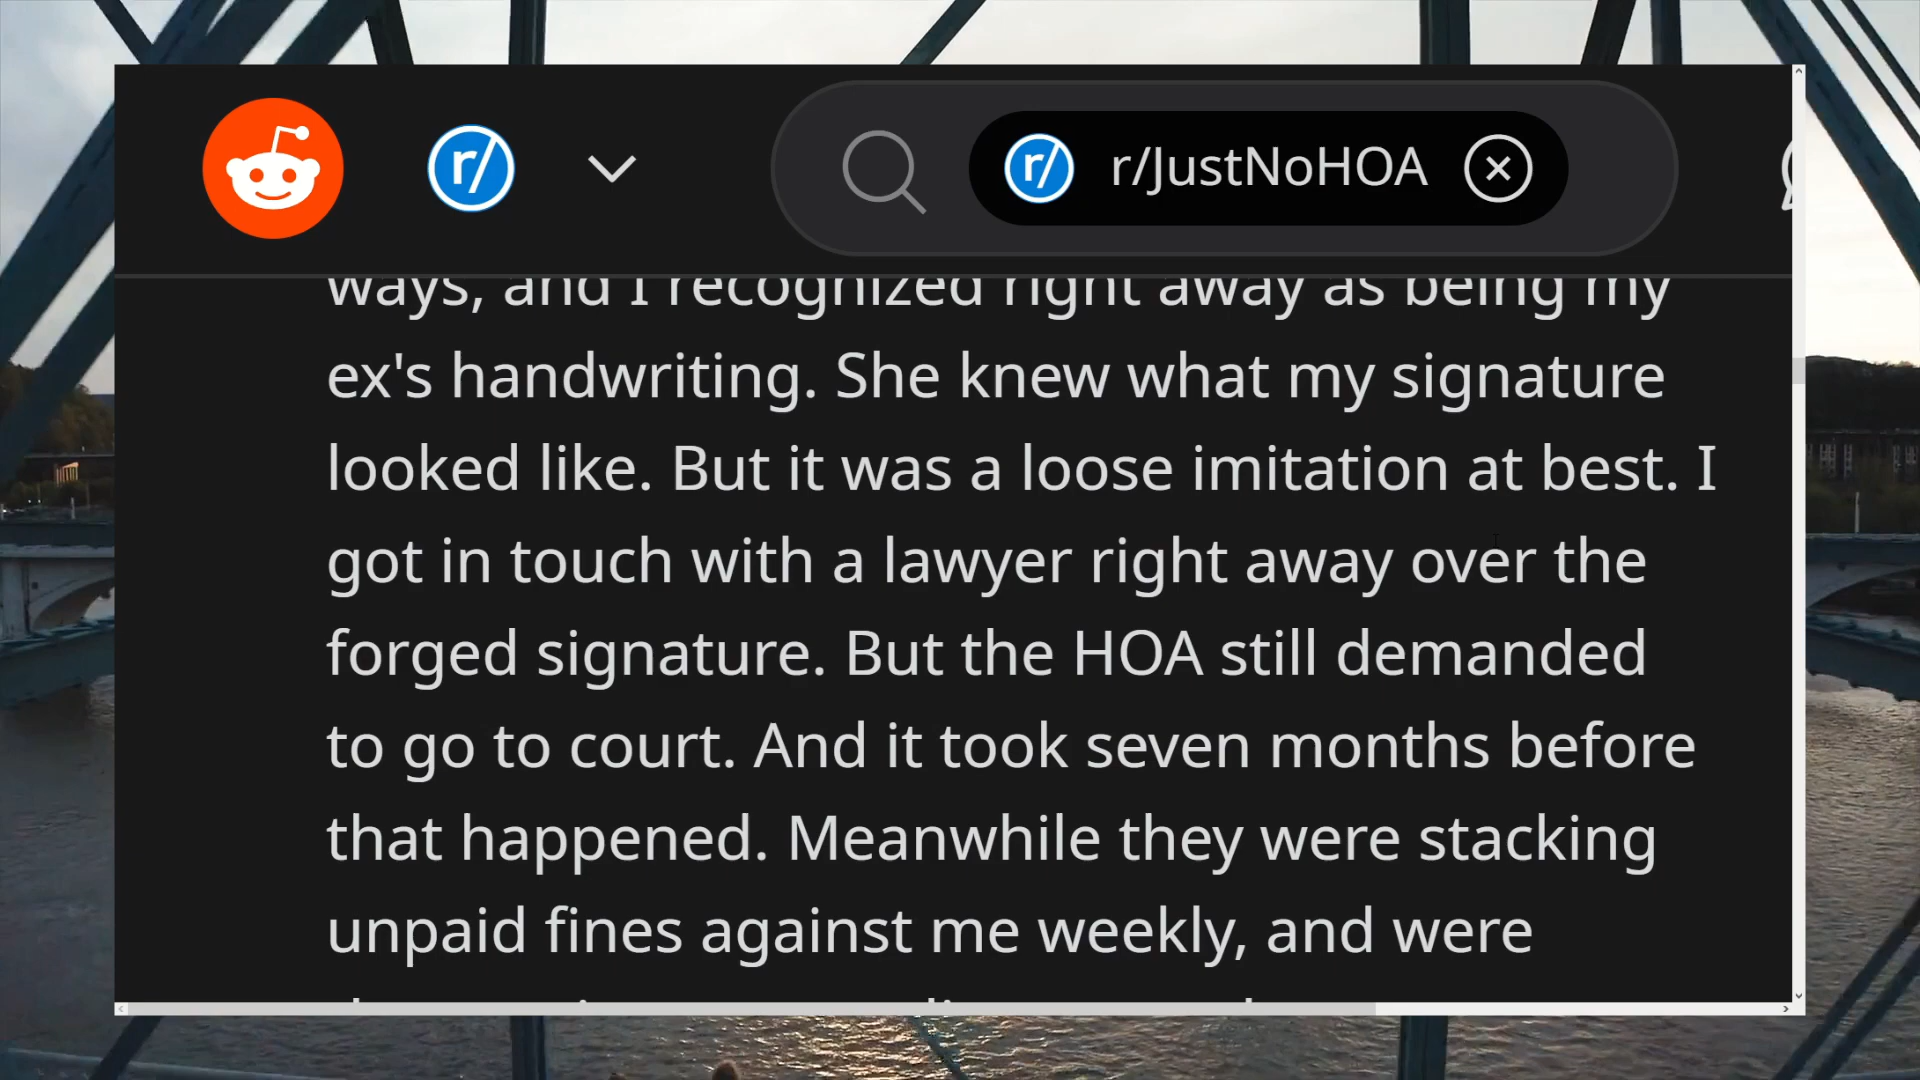 r/ r/JustNoHOA
ways, and I recognized right away as being my
ex's handwriting. She knew what my signature
looked like. But it was a loose imitation at best. I
got in touch with a lawyer right away over the
forged signature. But the HOA still demanded
to go to court. And it took seven months before
that happened. Meanwhile they were stacking
unpaid fines against me weekly, and were